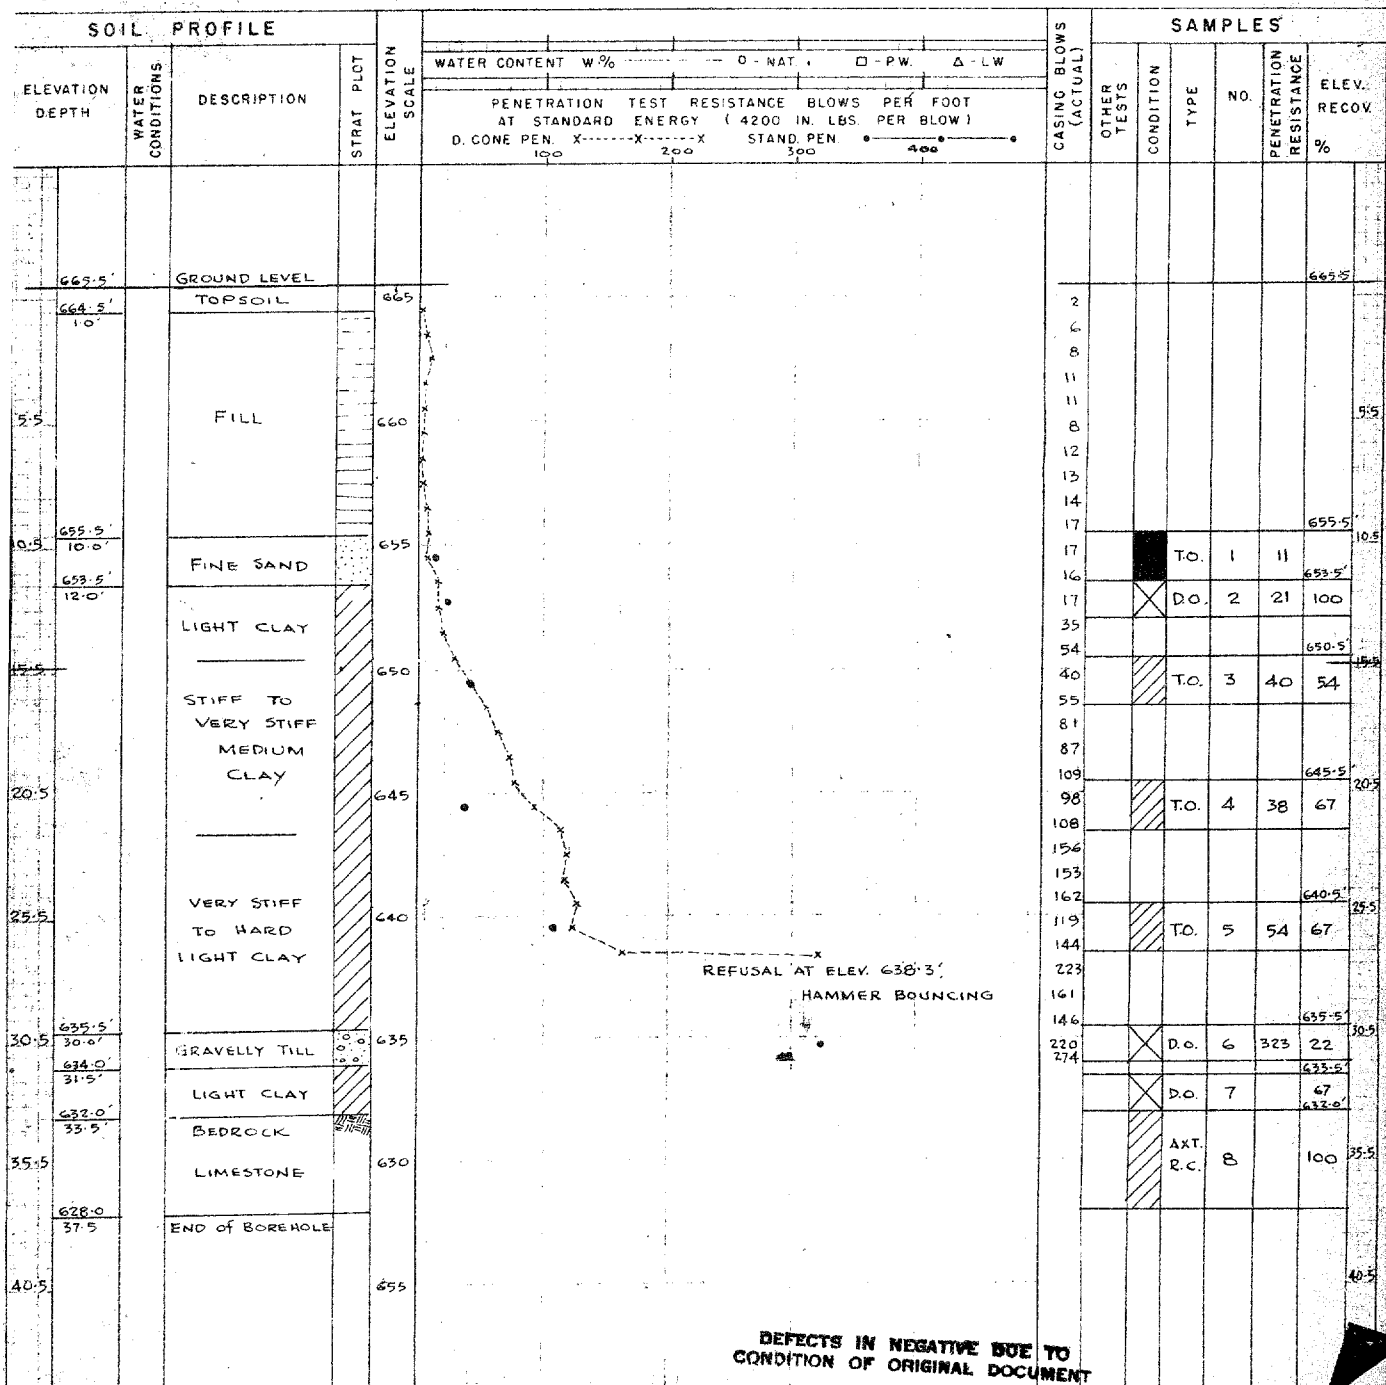 SOIL PROFILE
SAMPLES
ELEVATION
DEPTH
WATER
CONDITIONS
DESCRIPTION
STRAT PLOT
ELEVATION
SCALE
WATER CONTENT W% O - NAT. □ - PW. Δ - LW
PENETRATION TEST RESISTANCE BLOWS PER FOOT
AT STANDARD ENERGY ( 4200 IN. LBS. PER BLOW )
D. CONE PEN. X-----X-----X STAND. PEN. ●——●——●
100 200 300 400
CASING BLOWS
(ACTUAL)
OTHER
TESTS
CONDITION
TYPE
NO.
PENETRATION
RESISTANCE
ELEV.
RECOV.
%
665.5' GROUND LEVEL 665.5
TOPSOIL 665 2
664.5'
1.0'
6
8
11
11
5.5 FILL 660 5.5
8
12
13
14
17
655.5' 655.5'
10.5 10.0' 655 10.5
FINE SAND 17 T.O. 1 11
653.5' 16 653.5'
12.0' 17 D.O. 2 21 100
LIGHT CLAY 35
54 650.5'
15.5 650 15.5
40 T.O. 3 40 54
STIFF TO 55
VERY STIFF 81
MEDIUM 87
CLAY 109 645.5'
20.5 645 98 T.O. 4 38 67 20.5
108
156
153
VERY STIFF 162 640.5'
25.5 640 119 25.5
TO HARD 144 T.O. 5 54 67
LIGHT CLAY
REFUSAL AT ELEV. 638.3', 223
HAMMER BOUNCING 161
635.5' 146 635.5'
30.5 30.0' 635 30.5
GRAVELLY TILL 220 D.O. 6 323 22
634.0' 274 633.5'
31.5'
LIGHT CLAY D.O. 7 67
632.0' 632.0'
33.5' BEDROCK
35.5 LIMESTONE 630 AXT. 8 100 35.5
R.C.
628.0
37.5 END of BOREHOLE
40.5 655 40.5
DEFECTS IN NEGATIVE DUE TO
CONDITION OF ORIGINAL DOCUMENT